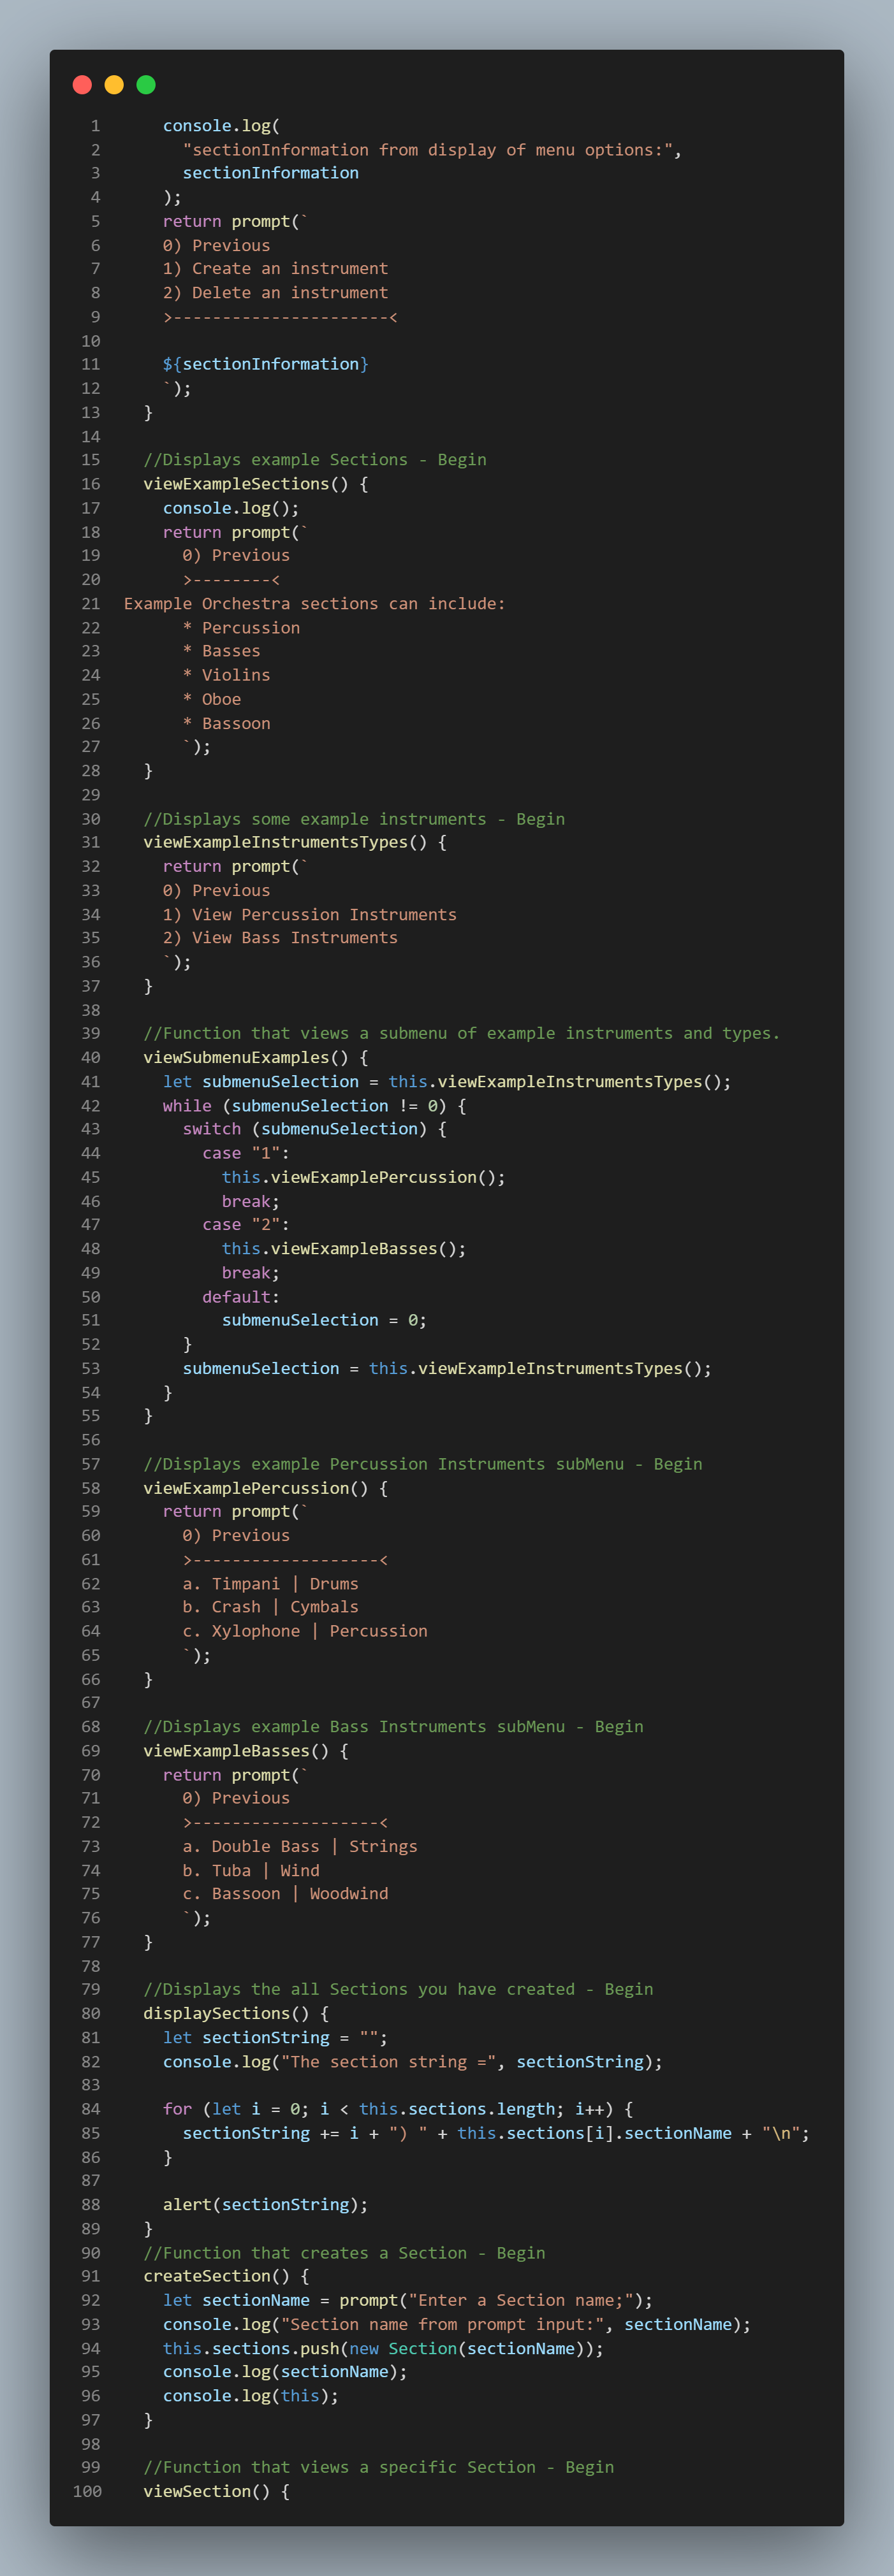 1 console.log(
2 "sectionInformation from display of menu options:",
3 sectionInformation
4 );
5 return prompt(`
6 0) Previous
7 1) Create an instrument
8 2) Delete an instrument
9 >----------------------<
10
11 ${sectionInformation}
12 `);
13 }
14
15 //Displays example Sections - Begin
16 viewExampleSections() {
17 console.log();
18 return prompt(`
19 0) Previous
20 >--------<
21 Example Orchestra sections can include:
22 * Percussion
23 * Basses
24 * Violins
25 * Oboe
26 * Bassoon
27 `);
28 }
29
30 //Displays some example instruments - Begin
31 viewExampleInstrumentsTypes() {
32 return prompt(`
33 0) Previous
34 1) View Percussion Instruments
35 2) View Bass Instruments
36 `);
37 }
38
39 //Function that views a submenu of example instruments and types.
40 viewSubmenuExamples() {
41 let submenuSelection = this.viewExampleInstrumentsTypes();
42 while (submenuSelection != 0) {
43 switch (submenuSelection) {
44 case "1":
45 this.viewExamplePercussion();
46 break;
47 case "2":
48 this.viewExampleBasses();
49 break;
50 default:
51 submenuSelection = 0;
52 }
53 submenuSelection = this.viewExampleInstrumentsTypes();
54 }
55 }
56
57 //Displays example Percussion Instruments subMenu - Begin
58 viewExamplePercussion() {
59 return prompt(`
60 0) Previous
61 >-------------------<
62 a. Timpani | Drums
63 b. Crash | Cymbals
64 c. Xylophone | Percussion
65 `);
66 }
67
68 //Displays example Bass Instruments subMenu - Begin
69 viewExampleBasses() {
70 return prompt(`
71 0) Previous
72 >-------------------<
73 a. Double Bass | Strings
74 b. Tuba | Wind
75 c. Bassoon | Woodwind
76 `);
77 }
78
79 //Displays the all Sections you have created - Begin
80 displaySections() {
81 let sectionString = "";
82 console.log("The section string =", sectionString);
83
84 for (let i = 0; i < this.sections.length; i++) {
85 sectionString += i + ") " + this.sections[i].sectionName + "\n";
86 }
87
88 alert(sectionString);
89 }
90 //Function that creates a Section - Begin
91 createSection() {
92 let sectionName = prompt("Enter a Section name;");
93 console.log("Section name from prompt input:", sectionName);
94 this.sections.push(new Section(sectionName));
95 console.log(sectionName);
96 console.log(this);
97 }
98
99 //Function that views a specific Section - Begin
100 viewSection() {